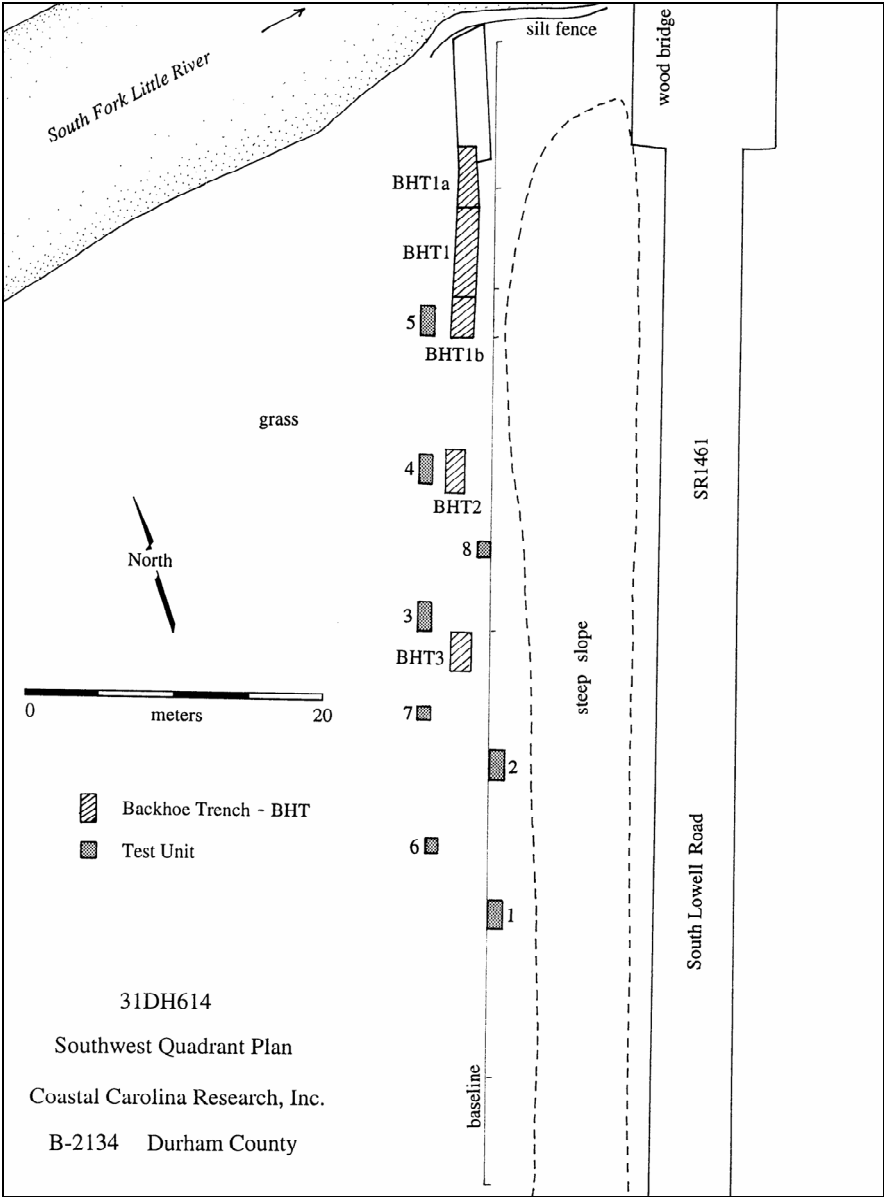 silt fence
wood bridge
South Fork Little River
BHT1a
BHT1
5
BHT1b
grass
SR1461
4
BHT2
8
North
3
BHT3
steep slope
0
meters
20
7
2
Backhoe Trench - BHT
Test Unit
6
South Lowell Road
1
31DH614
Southwest Quadrant Plan
baseline
Coastal Carolina Research, Inc.
B-2134 Durham County